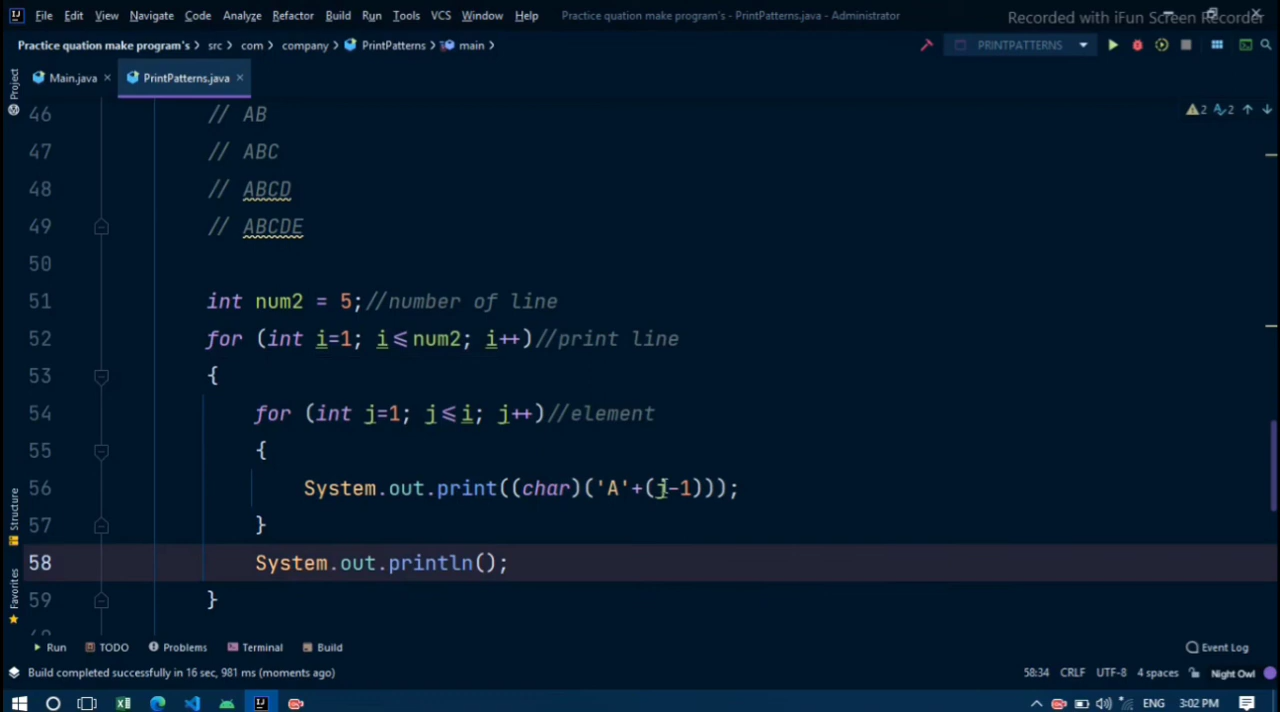 File Edit View Navigate Code Analyze Refactor Build Run Tools VCS Window Help Practice quation make program's - PrintPatterns.java - Administrator
Recorded with iFun Screen Recorder
Practice quation make program's > src > com > company > PrintPatterns > main >
PRINTPATTERNS
Project
Main.java × PrintPatterns.java ×
2 2
46 // AB
47 // ABC
48 // ABCD
49 // ABCDE
50
51 int num2 = 5;//number of line
52 for (int i=1; i<=num2; i++)//print line
53 {
54 for (int j=1; j<=i; j++)//element
55 {
56 System.out.print((char)('A'+(j-1)));
57 }
58 System.out.println();
59 }
Structure
Favorites
Run TODO Problems Terminal Build Event Log
Build completed successfully in 16 sec, 981 ms (moments ago) 58:34 CRLF UTF-8 4 spaces Night Owl
ENG 3:02 PM